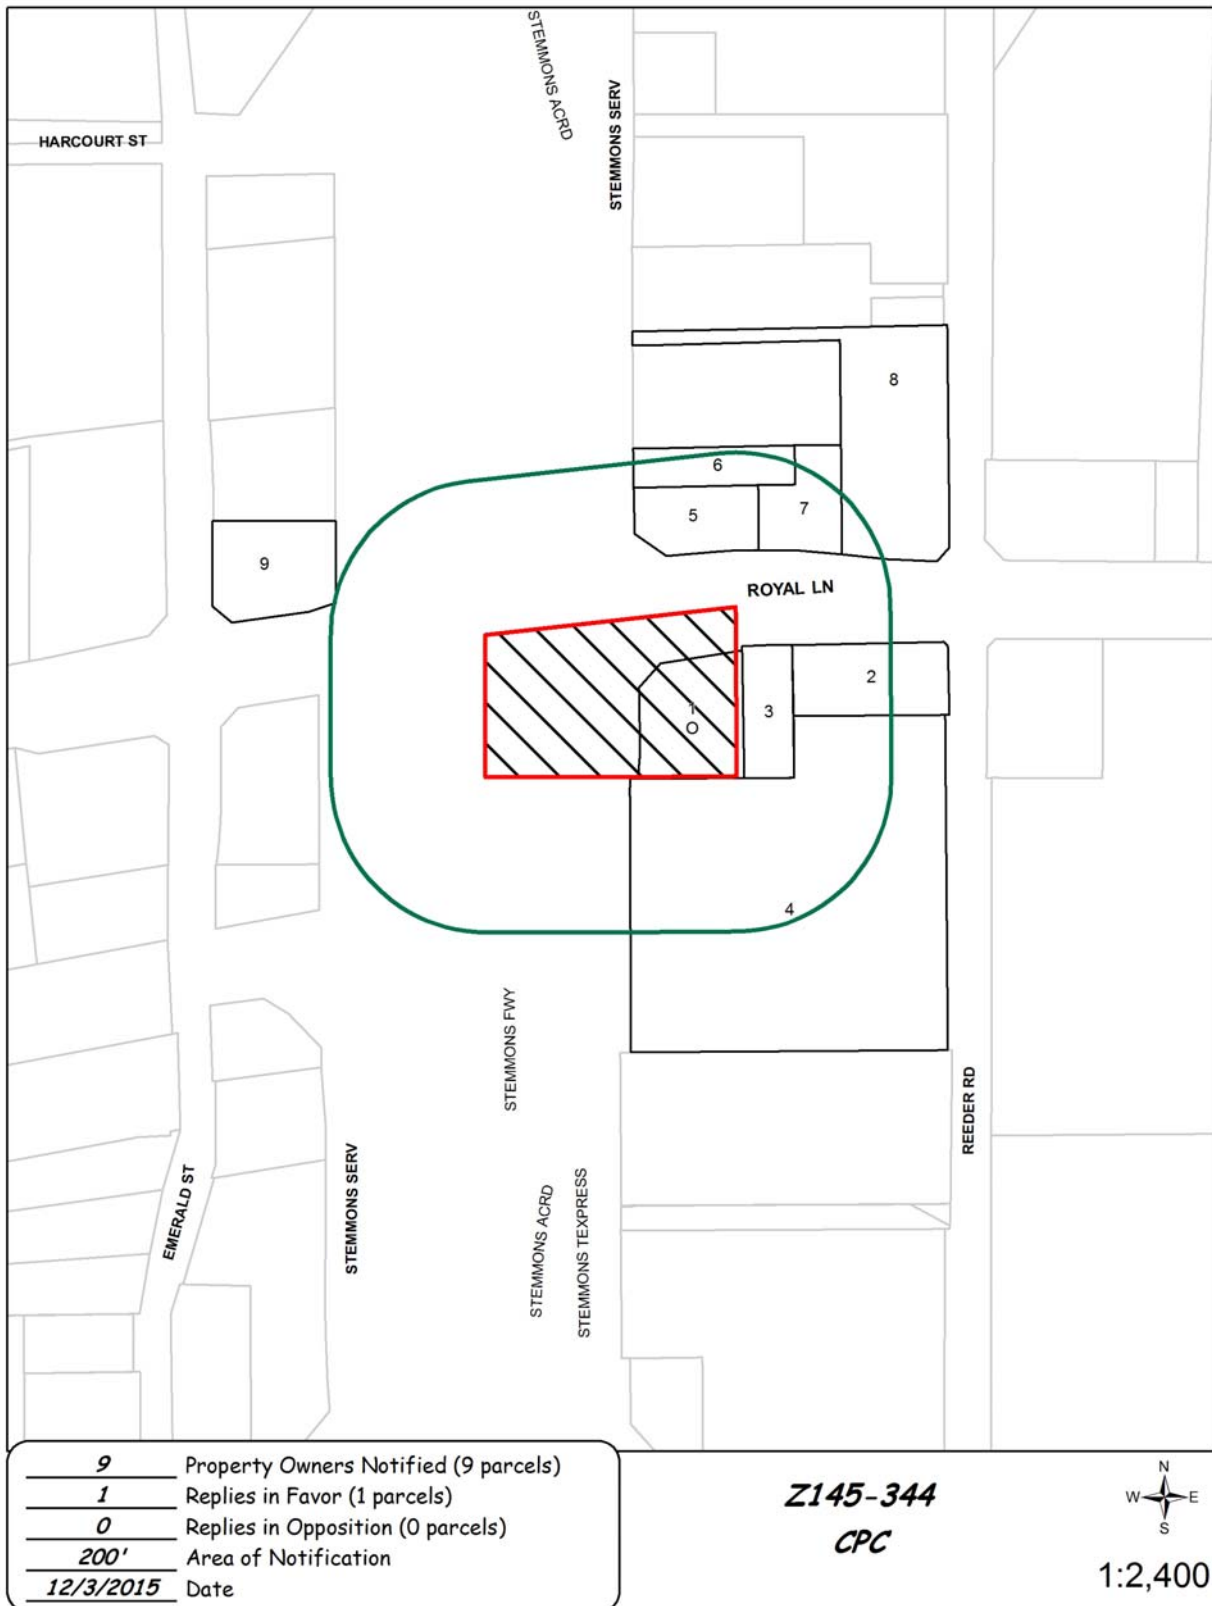 STEMMONS ACRD
STEMMONS SERV
HARCOURT ST
8
6
5
7
9
ROYAL LN
1
2
3
4
STEMMONS FWY
REEDER RD
EMERALD ST
STEMMONS SERV
STEMMONS ACRD
STEMMONS TEXPRESS
9 Property Owners Notified (9 parcels)
1 Replies in Favor (1 parcels)
0 Replies in Opposition (0 parcels)
200' Area of Notification
12/3/2015 Date
Z145-344
CPC
N
W E
S
1:2,400